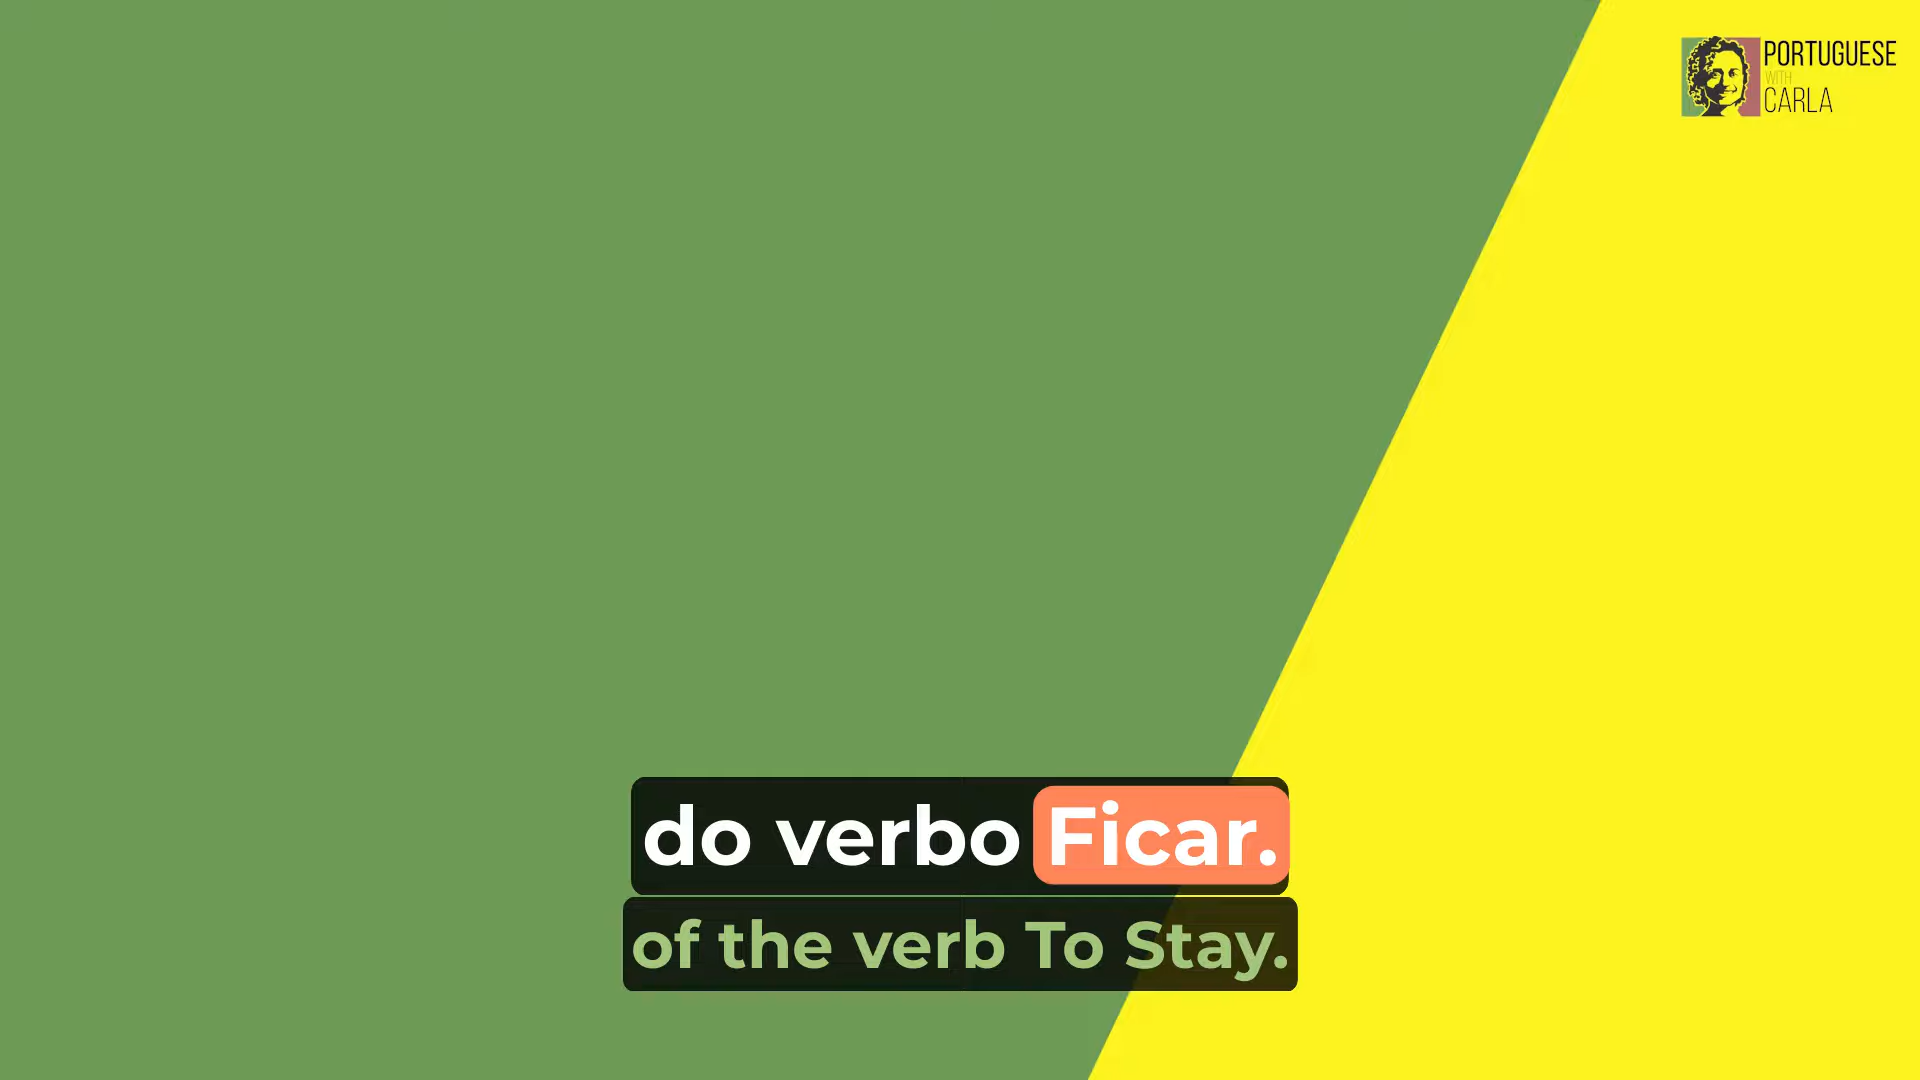 PORTUGUESE
WITH
CARLA
do verbo Ficar.
of the verb To Stay.